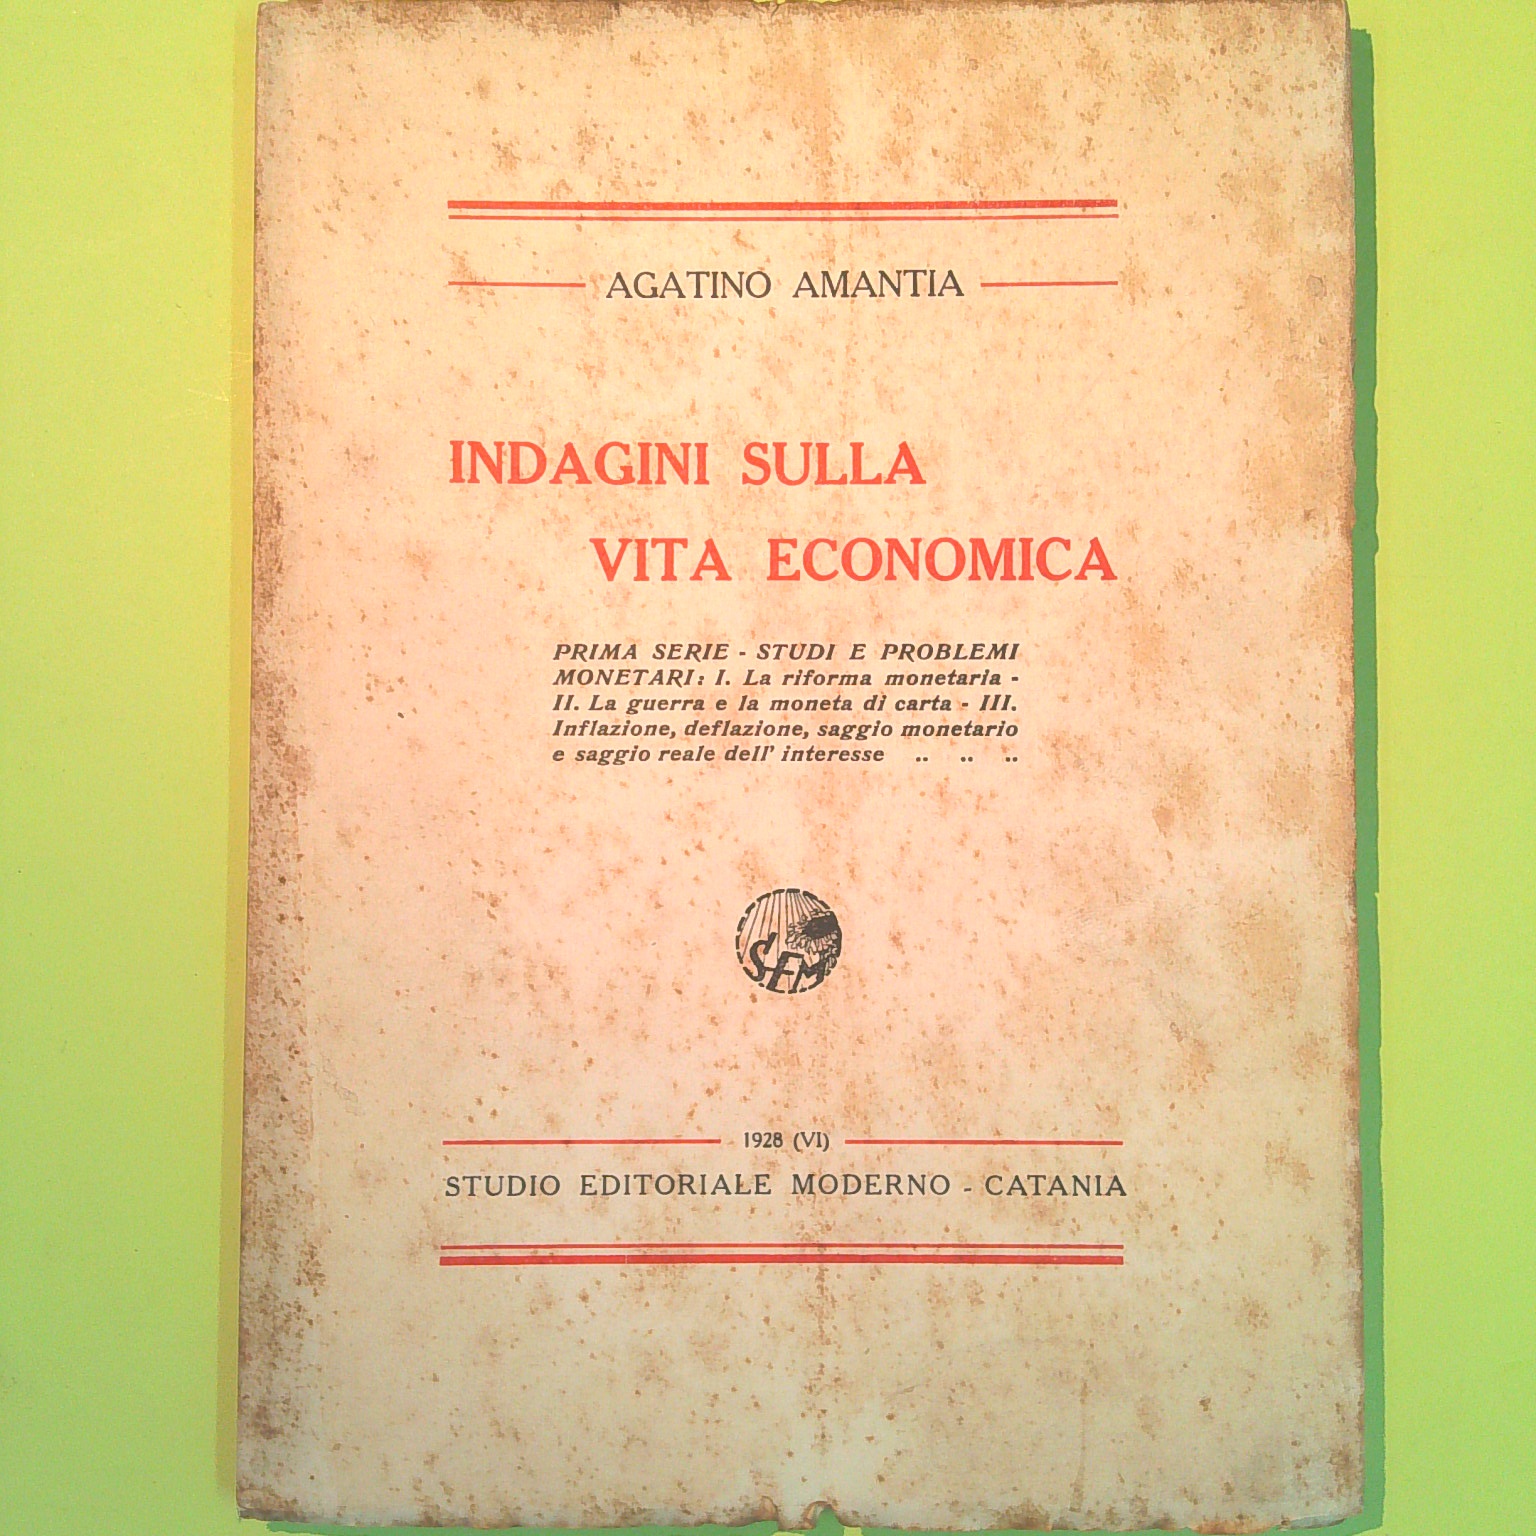 AGATINO AMANTIA
INDAGINI SULLA
VITA ECONOMICA
PRIMA SERIE - STUDI E PROBLEMI
MONETARI: I. La riforma monetaria -
II. La guerra e la moneta di carta - III.
Inflazione, deflazione, saggio monetario
e saggio reale dell' interesse .. .. ..
SEM
1928 (VI)
STUDIO EDITORIALE MODERNO - CATANIA